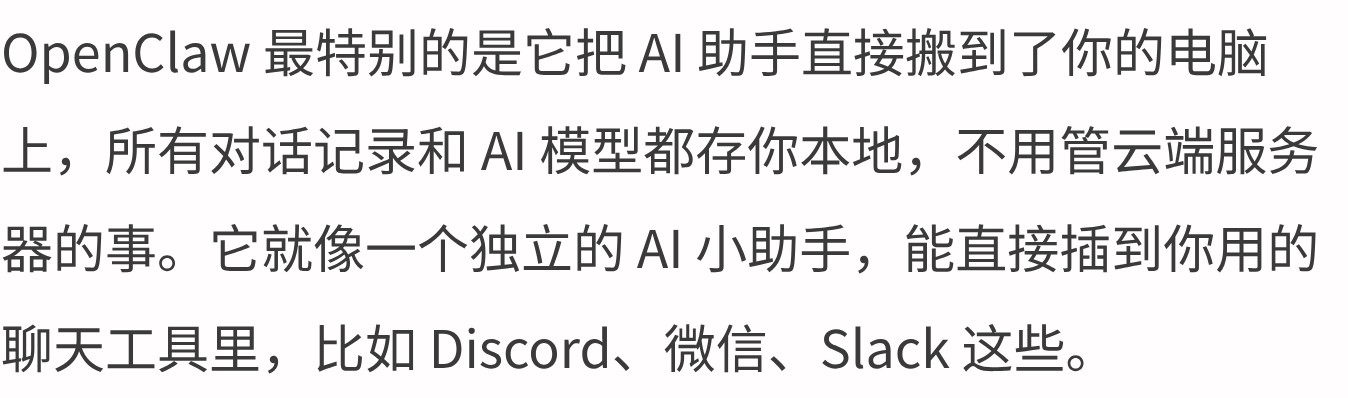 OpenClaw 最特别的是它把 AI 助手直接搬到了你的电脑
上，所有对话记录和 AI 模型都存你本地，不用管云端服务
器的事。它就像一个独立的 AI 小助手，能直接插到你用的
聊天工具里，比如 Discord、微信、Slack 这些。